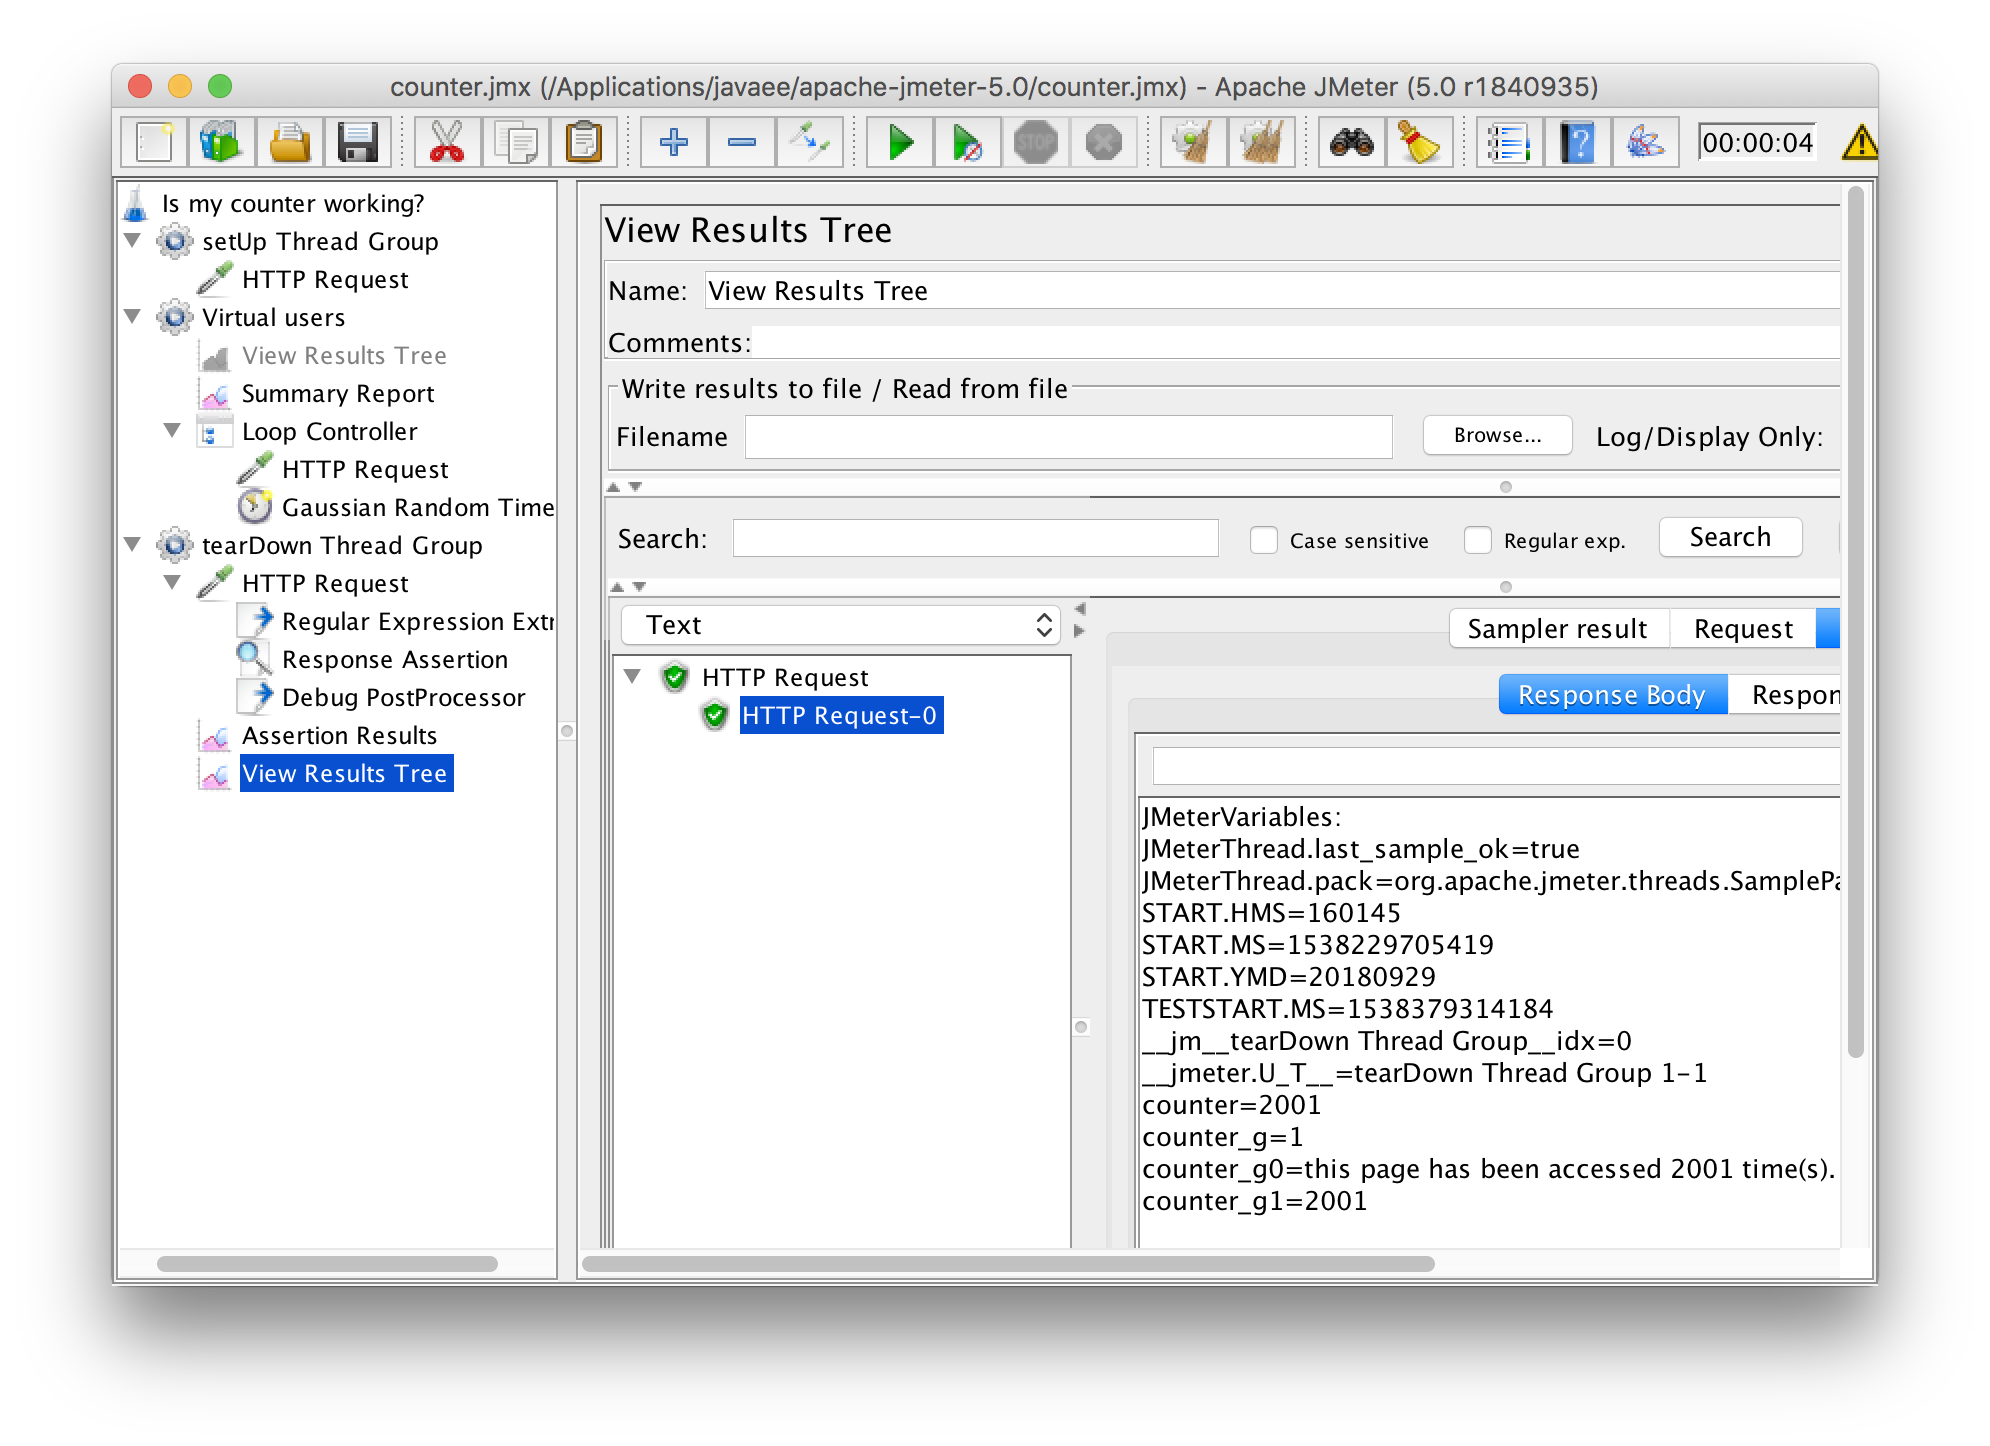 counter.jmx (/Applications/javaee/apache-jmeter-5.0/counter.jmx) - Apache JMeter (5.0 r1840935)
STOP
00:00:04
Is my counter working?
setUp Thread Group
HTTP Request
Virtual users
View Results Tree
Summary Report
Loop Controller
HTTP Request
Gaussian Random Time
tearDown Thread Group
HTTP Request
Regular Expression Extr
Response Assertion
Debug PostProcessor
Assertion Results
View Results Tree
View Results Tree
Name: View Results Tree
Comments:
Write results to file / Read from file
Filename Browse... Log/Display Only:
Search: Case sensitive Regular exp. Search
Text
HTTP Request
HTTP Request-0
Sampler result Request
Response Body Respon
JMeterVariables:
JMeterThread.last_sample_ok=true
JMeterThread.pack=org.apache.jmeter.threads.SamplePa
START.HMS=160145
START.MS=1538229705419
START.YMD=20180929
TESTSTART.MS=1538379314184
__jm__tearDown Thread Group__idx=0
__jmeter.U_T__=tearDown Thread Group 1-1
counter=2001
counter_g=1
counter_g0=this page has been accessed 2001 time(s).
counter_g1=2001